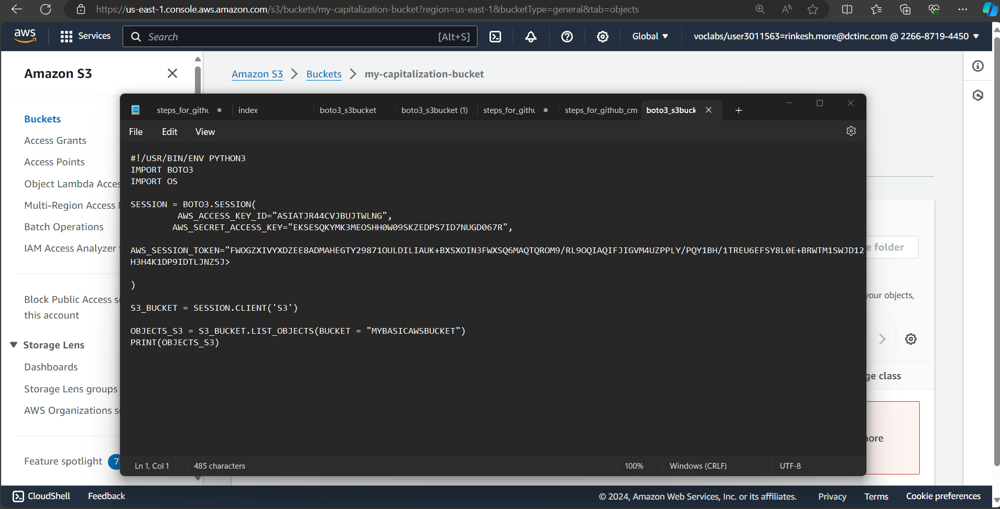 https://us-east-1.console.aws.amazon.com/s3/buckets/my-capitalization-bucket?region=us-east-1&bucketType=general&tab=objects
aws
Services
Search
[Alt+S]
Global
voclabs/user3011563=rinkesh.more@dctinc.com @ 2266-8719-4450
Amazon S3
Amazon S3 > Buckets > my-capitalization-bucket
Buckets
Access Grants
Access Points
Object Lambda Acces
Multi-Region Access
Batch Operations
IAM Access Analyzer
Block Public Access s
this account
Storage Lens
Dashboards
Storage Lens groups
AWS Organizations s
Feature spotlight 7
steps_for_githu
index
boto3_s3bucket
boto3_s3bucket (1)
steps_for_githu
steps_for_github_cm
boto3_s3buck
File Edit View
#!/USR/BIN/ENV PYTHON3
IMPORT BOTO3
IMPORT OS
SESSION = BOTO3.SESSION(
AWS_ACCESS_KEY_ID="ASIATJR44CVJBUJTWLNG",
AWS_SECRET_ACCESS_KEY="EKSESQKYMK3MEOSHH0W09SKZEDPS7ID7NUGD067R",
AWS_SESSION_TOKEN="FWOGZXIVYXDZEE8ADMAHEGTY29871OULDILIAUK+BXSXOIN3FWXSQ6MAQTQROM9/RL9OQIAQIFJIGVM4UZPPLY/PQY1BH/1TREU6EFSY8L0E+BRWTM1SWJD12
H3H4K1DP9IDTLJNZ5J>
)
S3_BUCKET = SESSION.CLIENT('S3')
OBJECTS_S3 = S3_BUCKET.LIST_OBJECTS(BUCKET = "MYBASICAWSBUCKET")
PRINT(OBJECTS_S3)
Ln 1, Col 1
485 characters
100%
Windows (CRLF)
UTF-8
e folder
your objects,
ge class
more
CloudShell
Feedback
© 2024, Amazon Web Services, Inc. or its affiliates.
Privacy
Terms
Cookie preferences